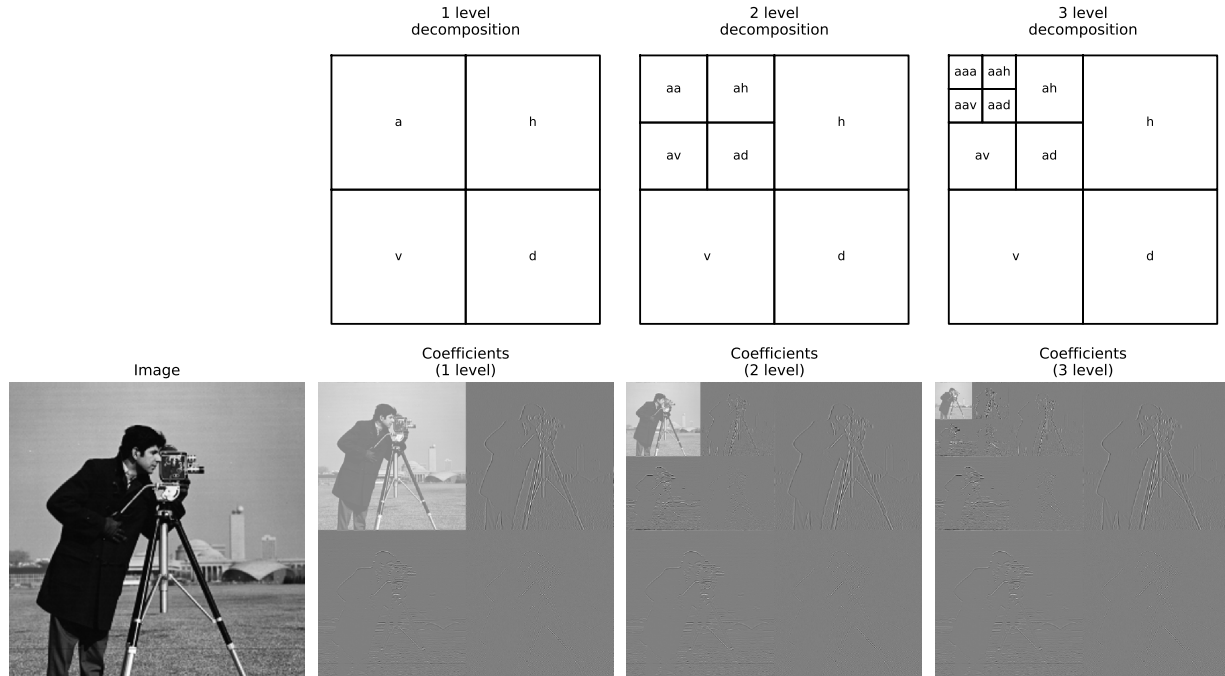 1 level
decomposition
2 level
decomposition
3 level
decomposition
a
h
v
d
aa
ah
av
ad
h
v
d
aaa
aah
aav
aad
ah
av
ad
h
v
d
Image
Coefficients
(1 level)
Coefficients
(2 level)
Coefficients
(3 level)